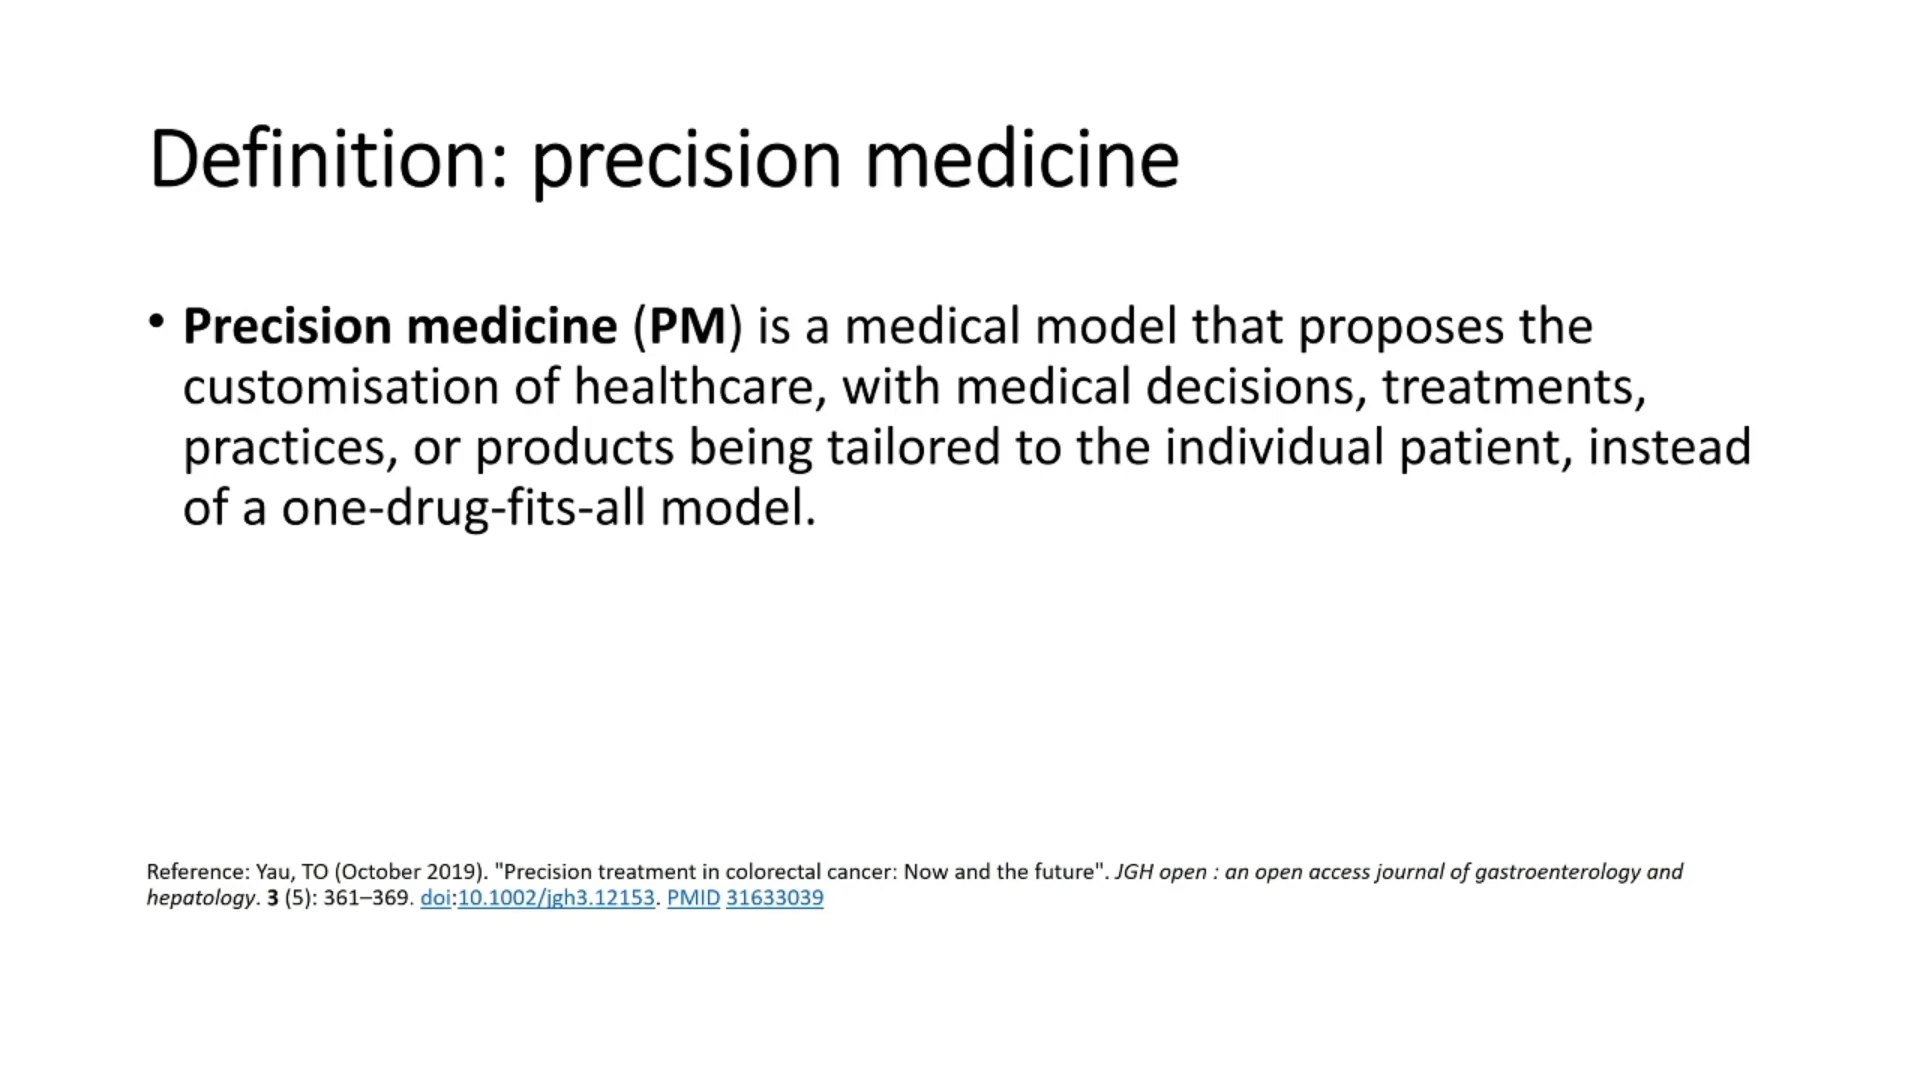 Definition: precision medicine
• Precision medicine (PM) is a medical model that proposes the
customisation of healthcare, with medical decisions, treatments,
practices, or products being tailored to the individual patient, instead
of a one-drug-fits-all model.
Reference: Yau, TO (October 2019). "Precision treatment in colorectal cancer: Now and the future". JGH open : an open access journal of gastroenterology and
hepatology. 3 (5): 361–369. doi:10.1002/jgh3.12153. PMID 31633039